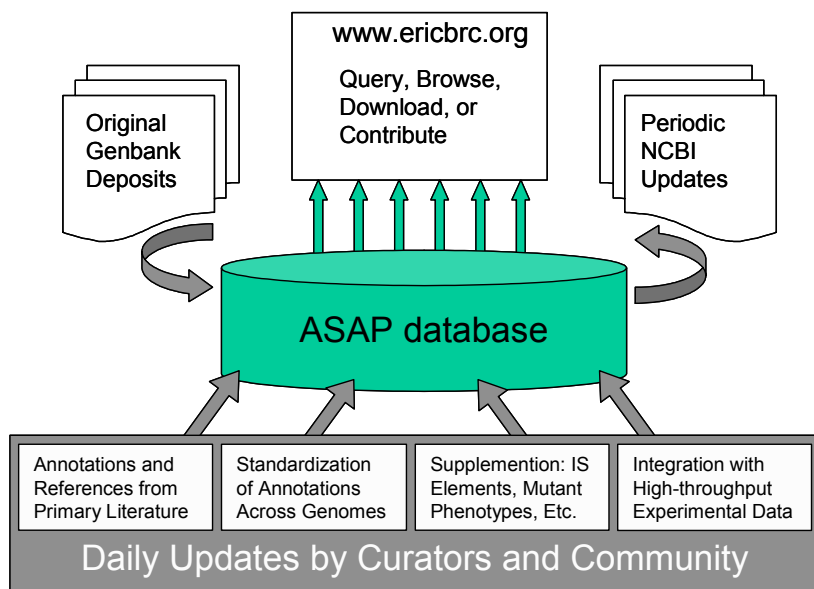 www.ericbrc.org
Query, Browse,
Download, or
Contribute
Original
Genbank
Deposits
Periodic
NCBI
Updates
ASAP database
Annotations and
References from
Primary Literature
Standardization
of Annotations
Across Genomes
Supplemention: IS
Elements, Mutant
Phenotypes, Etc.
Integration with
High-throughput
Experimental Data
Daily Updates by Curators and Community